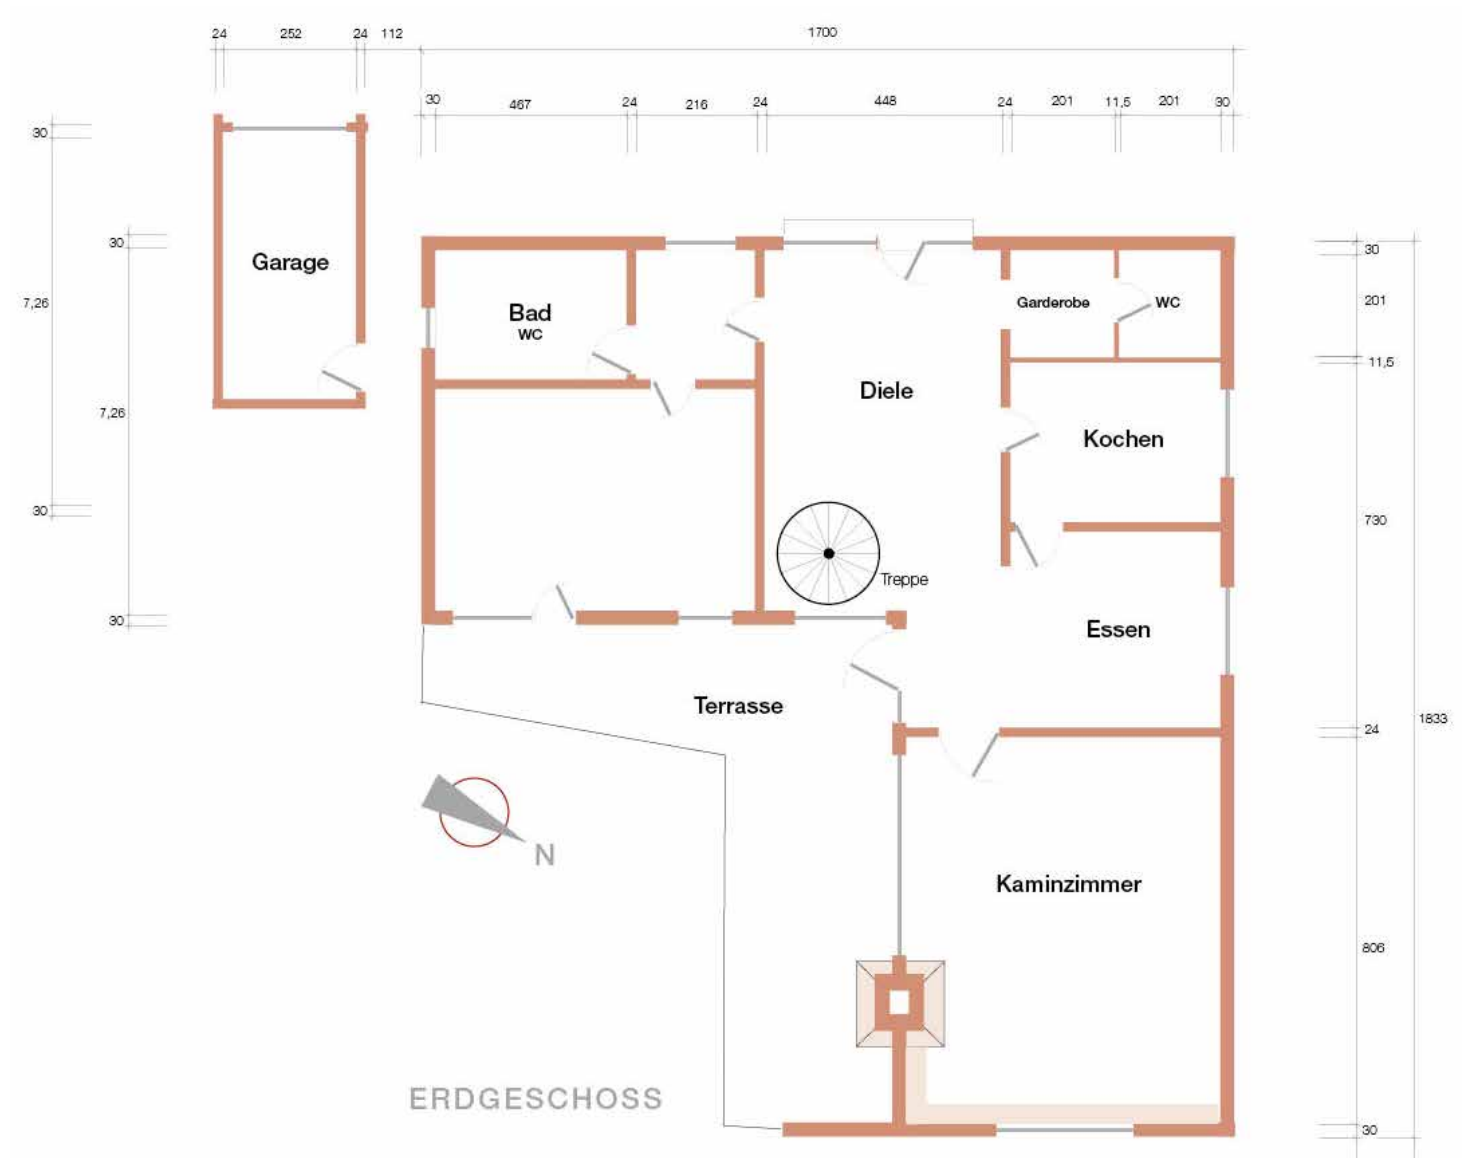 24 252 24 112 1700
30 467 24 216 24 448 24 201 11,5 201 30
30
30
30
Garage
201
7,26
Bad
WC
Garderobe
WC
11,5
Diele
7,26
Kochen
30
730
Treppe
30
Essen
Terrasse
1833
24
N
Kaminzimmer
806
ERDGESCHOSS
30